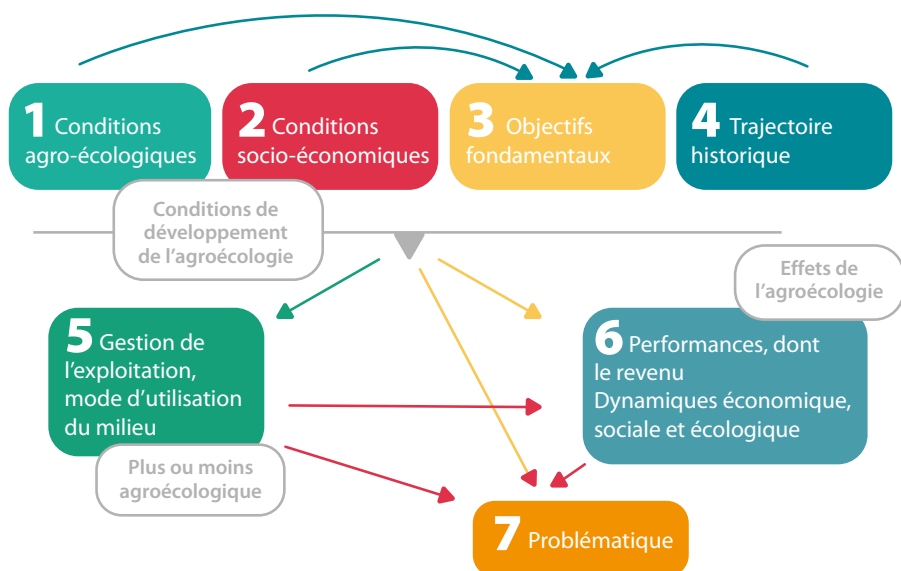 1 Conditions
agro-écologiques
2 Conditions
socio-économiques
3 Objectifs
fondamentaux
4 Trajectoire
historique
Conditions de
développement
de l'agroécologie
Effets de
l'agroécologie
5 Gestion de
l'exploitation,
mode d'utilisation
du milieu
6 Performances, dont
le revenu
Dynamiques économique,
sociale et écologique
Plus ou moins
agroécologique
7 Problématique